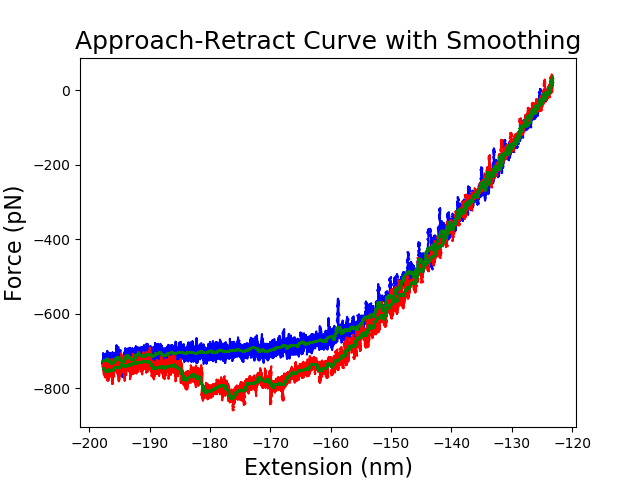 Approach-Retract Curve with Smoothing
0
−200
−400
−600
−800
Force (pN)
−200 −190 −180 −170 −160 −150 −140 −130 −120
Extension (nm)